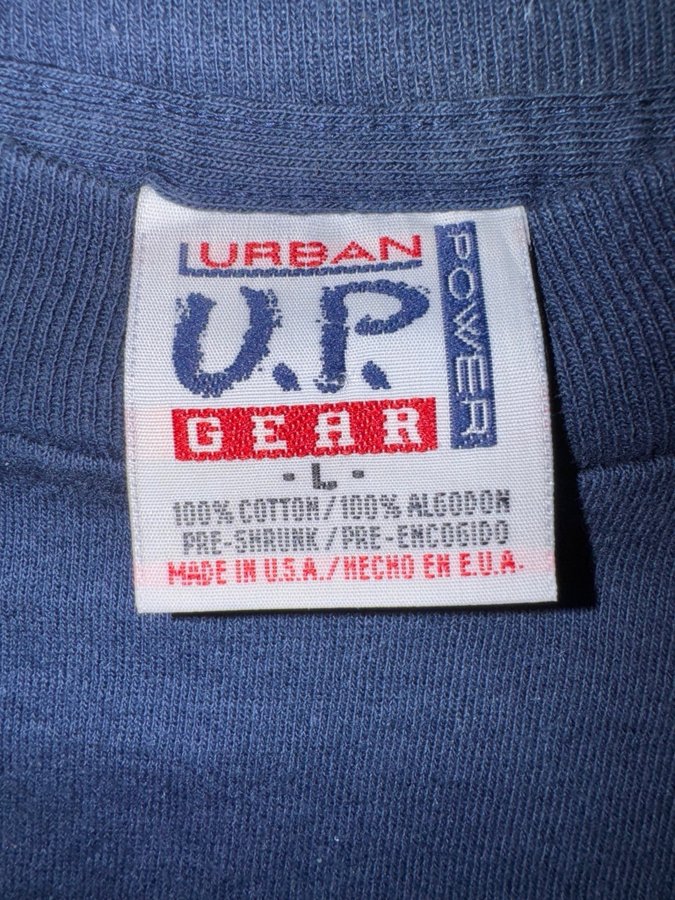 URBAN
POWER
U.P.
GEAR
- L -
100% COTTON / 100% ALGODON
PRE-SHRUNK / PRE-ENCOGIDO
MADE IN U.S.A. / HECHO EN E.U.A.